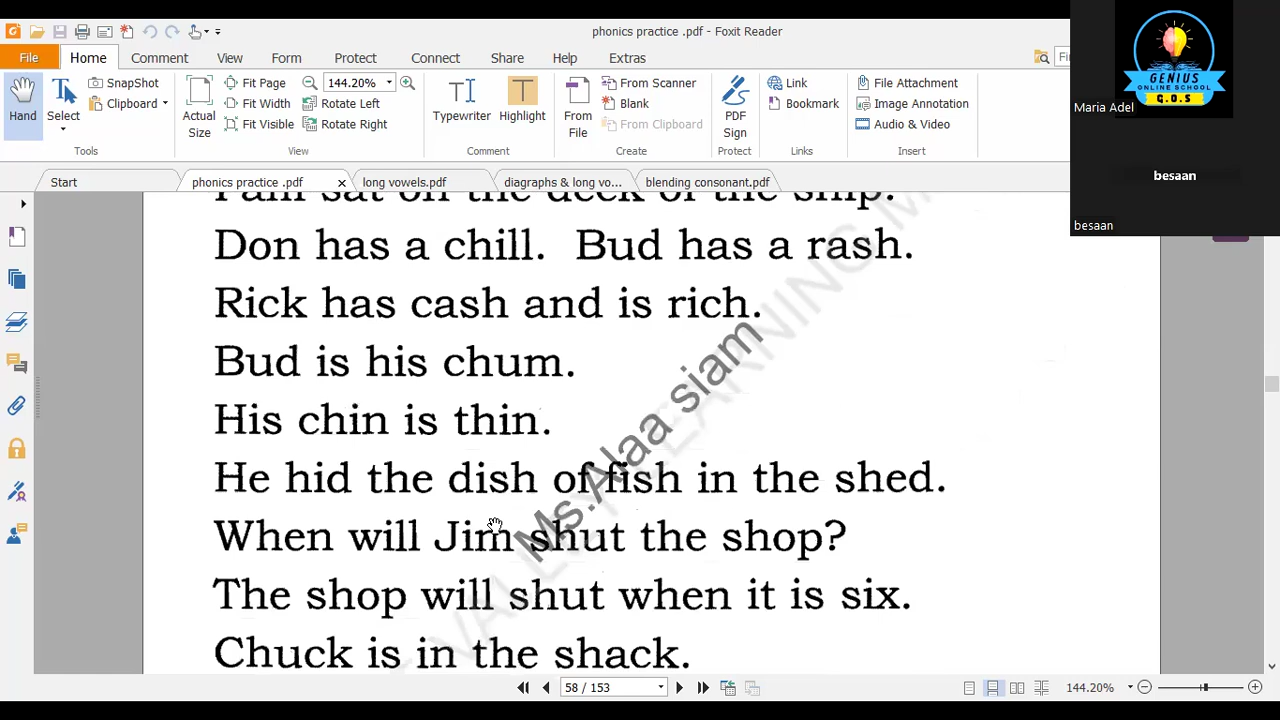 phonics practice .pdf - Foxit Reader
File Home Comment View Form Protect Connect Share Help Extras
Hand
Select
SnapShot
Clipboard
Tools
Actual Size
Fit Page
Fit Width
Fit Visible
144.20%
Rotate Left
Rotate Right
View
Typewriter
Highlight
Comment
From File
From Scanner
Blank
From Clipboard
Create
PDF Sign
Protect
Link
Bookmark
Links
File Attachment
Image Annotation
Audio & Video
Insert
GENIUS
ONLINE SCHOOL
G.O.S
Maria Adel
besaan
besaan
Start
phonics practice .pdf
long vowels.pdf
diagraphs & long vo...
blending consonant.pdf
sat on the deck of the ship.
Don has a chill. Bud has a rash.
Rick has cash and is rich.
Bud is his chum.
His chin is thin.
He hid the dish of fish in the shed.
When will Jim shut the shop?
The shop will shut when it is six.
Chuck is in the shack.
Ms.Alaa siam
58 / 153
144.20%